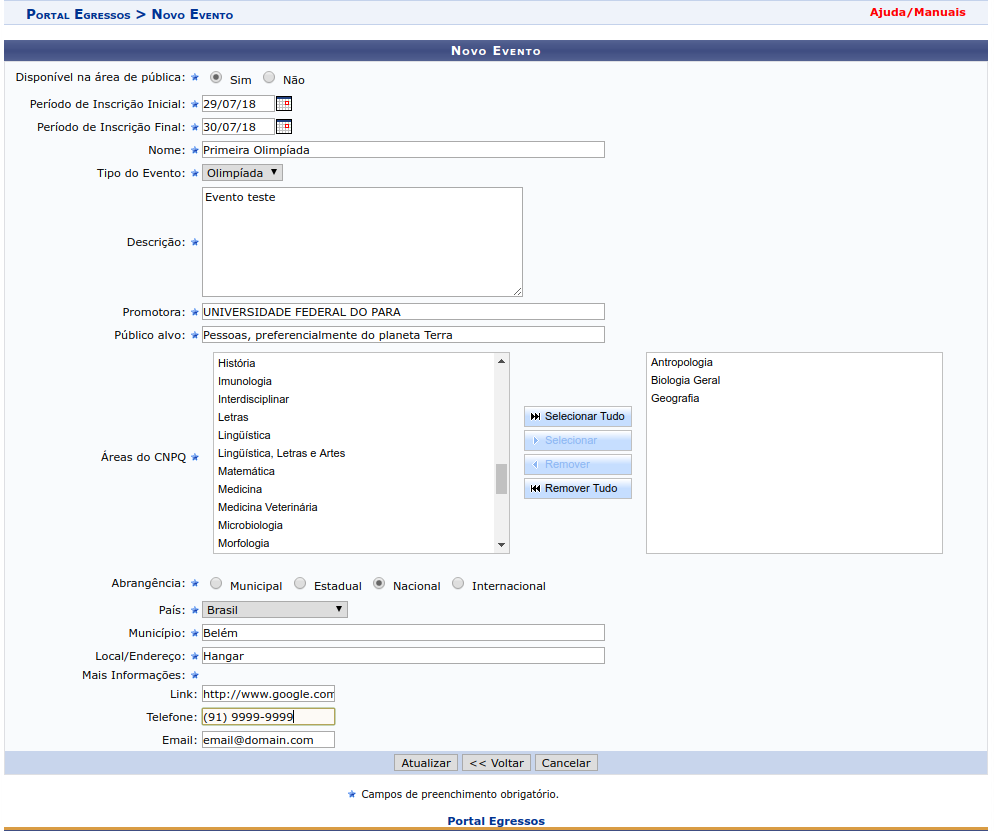 Portal Egressos > Novo Evento
Ajuda/Manuais
Novo Evento
Disponível na área de pública: Sim Não
Período de Inscrição Inicial: 29/07/18
Período de Inscrição Final: 30/07/18
Nome: Primeira Olimpíada
Tipo do Evento: Olimpíada
Descrição: Evento teste
Promotora: UNIVERSIDADE FEDERAL DO PARA
Público alvo: Pessoas, preferencialmente do planeta Terra
Áreas do CNPQ
História
Imunologia
Interdisciplinar
Letras
Lingüística
Lingüística, Letras e Artes
Matemática
Medicina
Medicina Veterinária
Microbiologia
Morfologia
Selecionar Tudo
Selecionar
Remover
Remover Tudo
Antropologia
Biologia Geral
Geografia
Abrangência: Municipal Estadual Nacional Internacional
País: Brasil
Município: Belém
Local/Endereço: Hangar
Mais Informações:
Link: http://www.google.com
Telefone: (91) 9999-9999
Email: email@domain.com
Atualizar << Voltar Cancelar
Campos de preenchimento obrigatório.
Portal Egressos